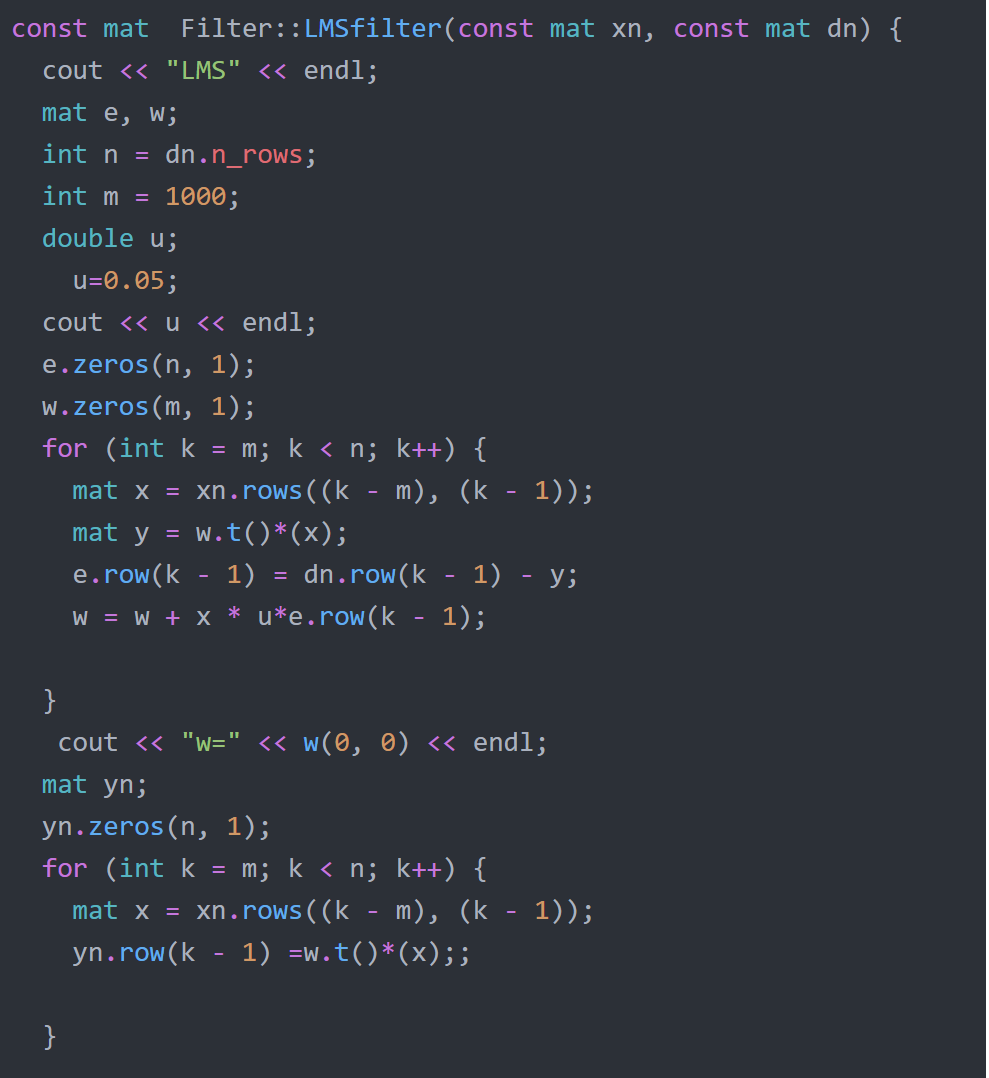 const mat  Filter::LMSfilter(const mat xn, const mat dn) {
  cout << "LMS" << endl;
  mat e, w;
  int n = dn.n_rows;
  int m = 1000;
  double u;
    u=0.05;
  cout << u << endl;
  e.zeros(n, 1);
  w.zeros(m, 1);
  for (int k = m; k < n; k++) {
    mat x = xn.rows((k - m), (k - 1));
    mat y = w.t()*(x);
    e.row(k - 1) = dn.row(k - 1) - y;
    w = w + x * u*e.row(k - 1);

  }
   cout << "w=" << w(0, 0) << endl;
  mat yn;
  yn.zeros(n, 1);
  for (int k = m; k < n; k++) {
    mat x = xn.rows((k - m), (k - 1));
    yn.row(k - 1) =w.t()*(x);;

  }